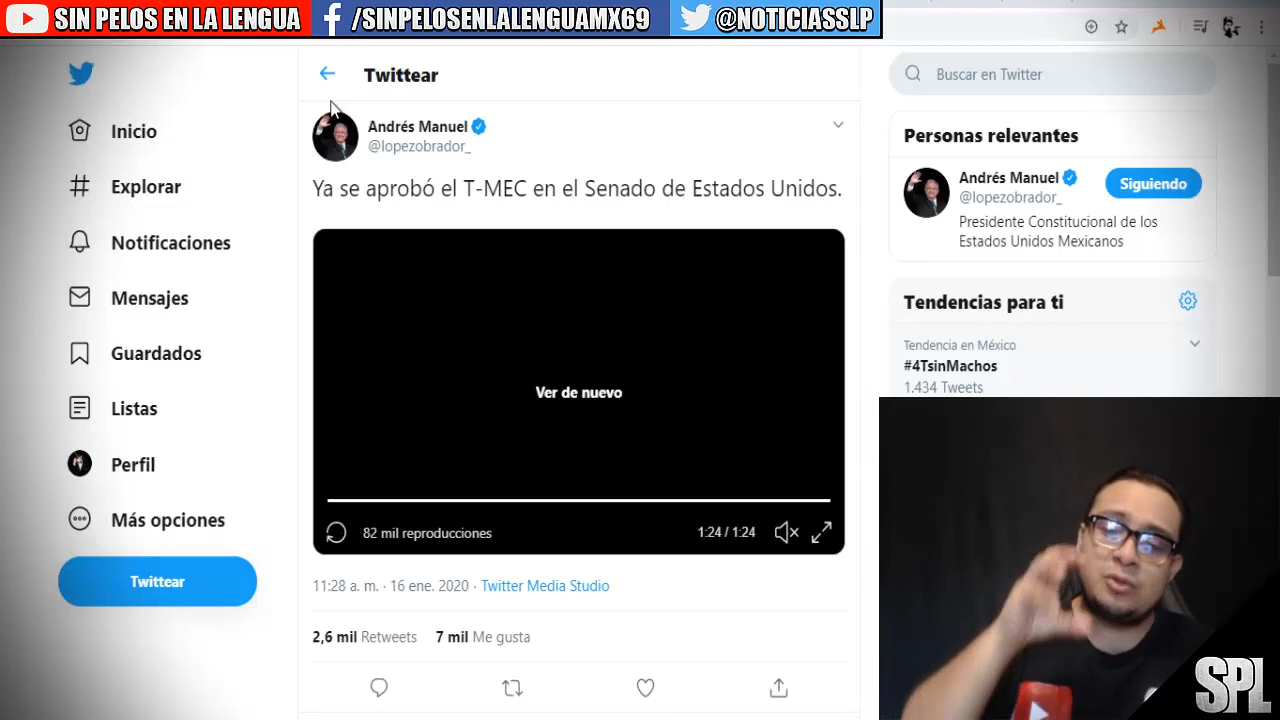 SIN PELOS EN LA LENGUA
/SINPELOSENLALENGUAMX69
@NOTICIASSLP
Inicio
Explorar
Notificaciones
Mensajes
Guardados
Listas
Perfil
Más opciones
Twittear
Twittear
Andrés Manuel
@lopezobrador_
Ya se aprobó el T-MEC en el Senado de Estados Unidos.
Ver de nuevo
82 mil reproducciones
1:24 / 1:24
11:28 a. m. · 16 ene. 2020 · Twitter Media Studio
2,6 mil Retweets 7 mil Me gusta
Buscar en Twitter
Personas relevantes
Andrés Manuel
@lopezobrador_
Siguiendo
Presidente Constitucional de los
Estados Unidos Mexicanos
Tendencias para ti
Tendencia en México
#4TsinMachos
1.434 Tweets
SPL